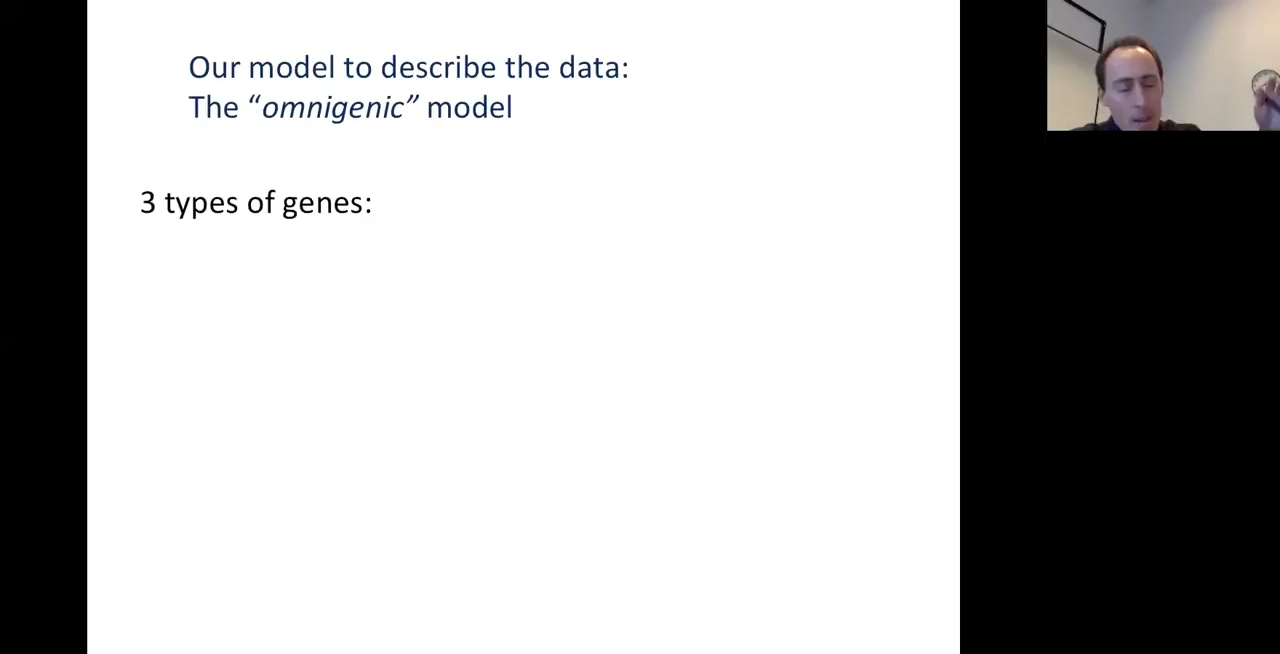 Our model to describe the data:
The “omnigenic” model
3 types of genes: